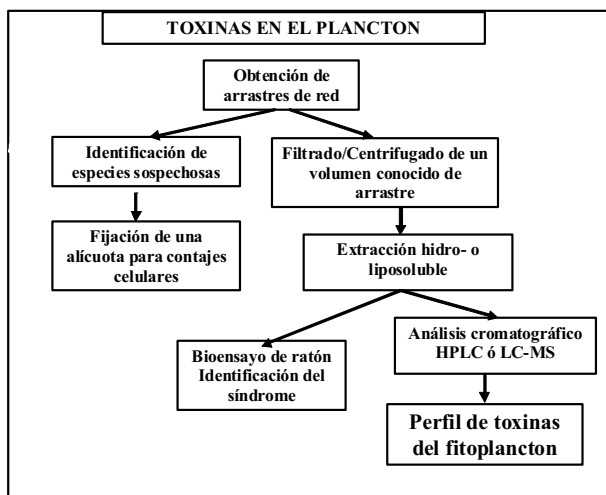 TOXINAS EN EL PLANCTON
Obtención de
arrastres de red
Identificación de
especies sospechosas
Filtrado/Centrifugado de un
volumen conocido de
arrastre
Fijación de una
alícuota para contajes
celulares
Extracción hidro- o
liposoluble
Bioensayo de ratón
Identificación del
síndrome
Análisis cromatográfico
HPLC ó LC-MS
Perfil de toxinas
del fitoplancton